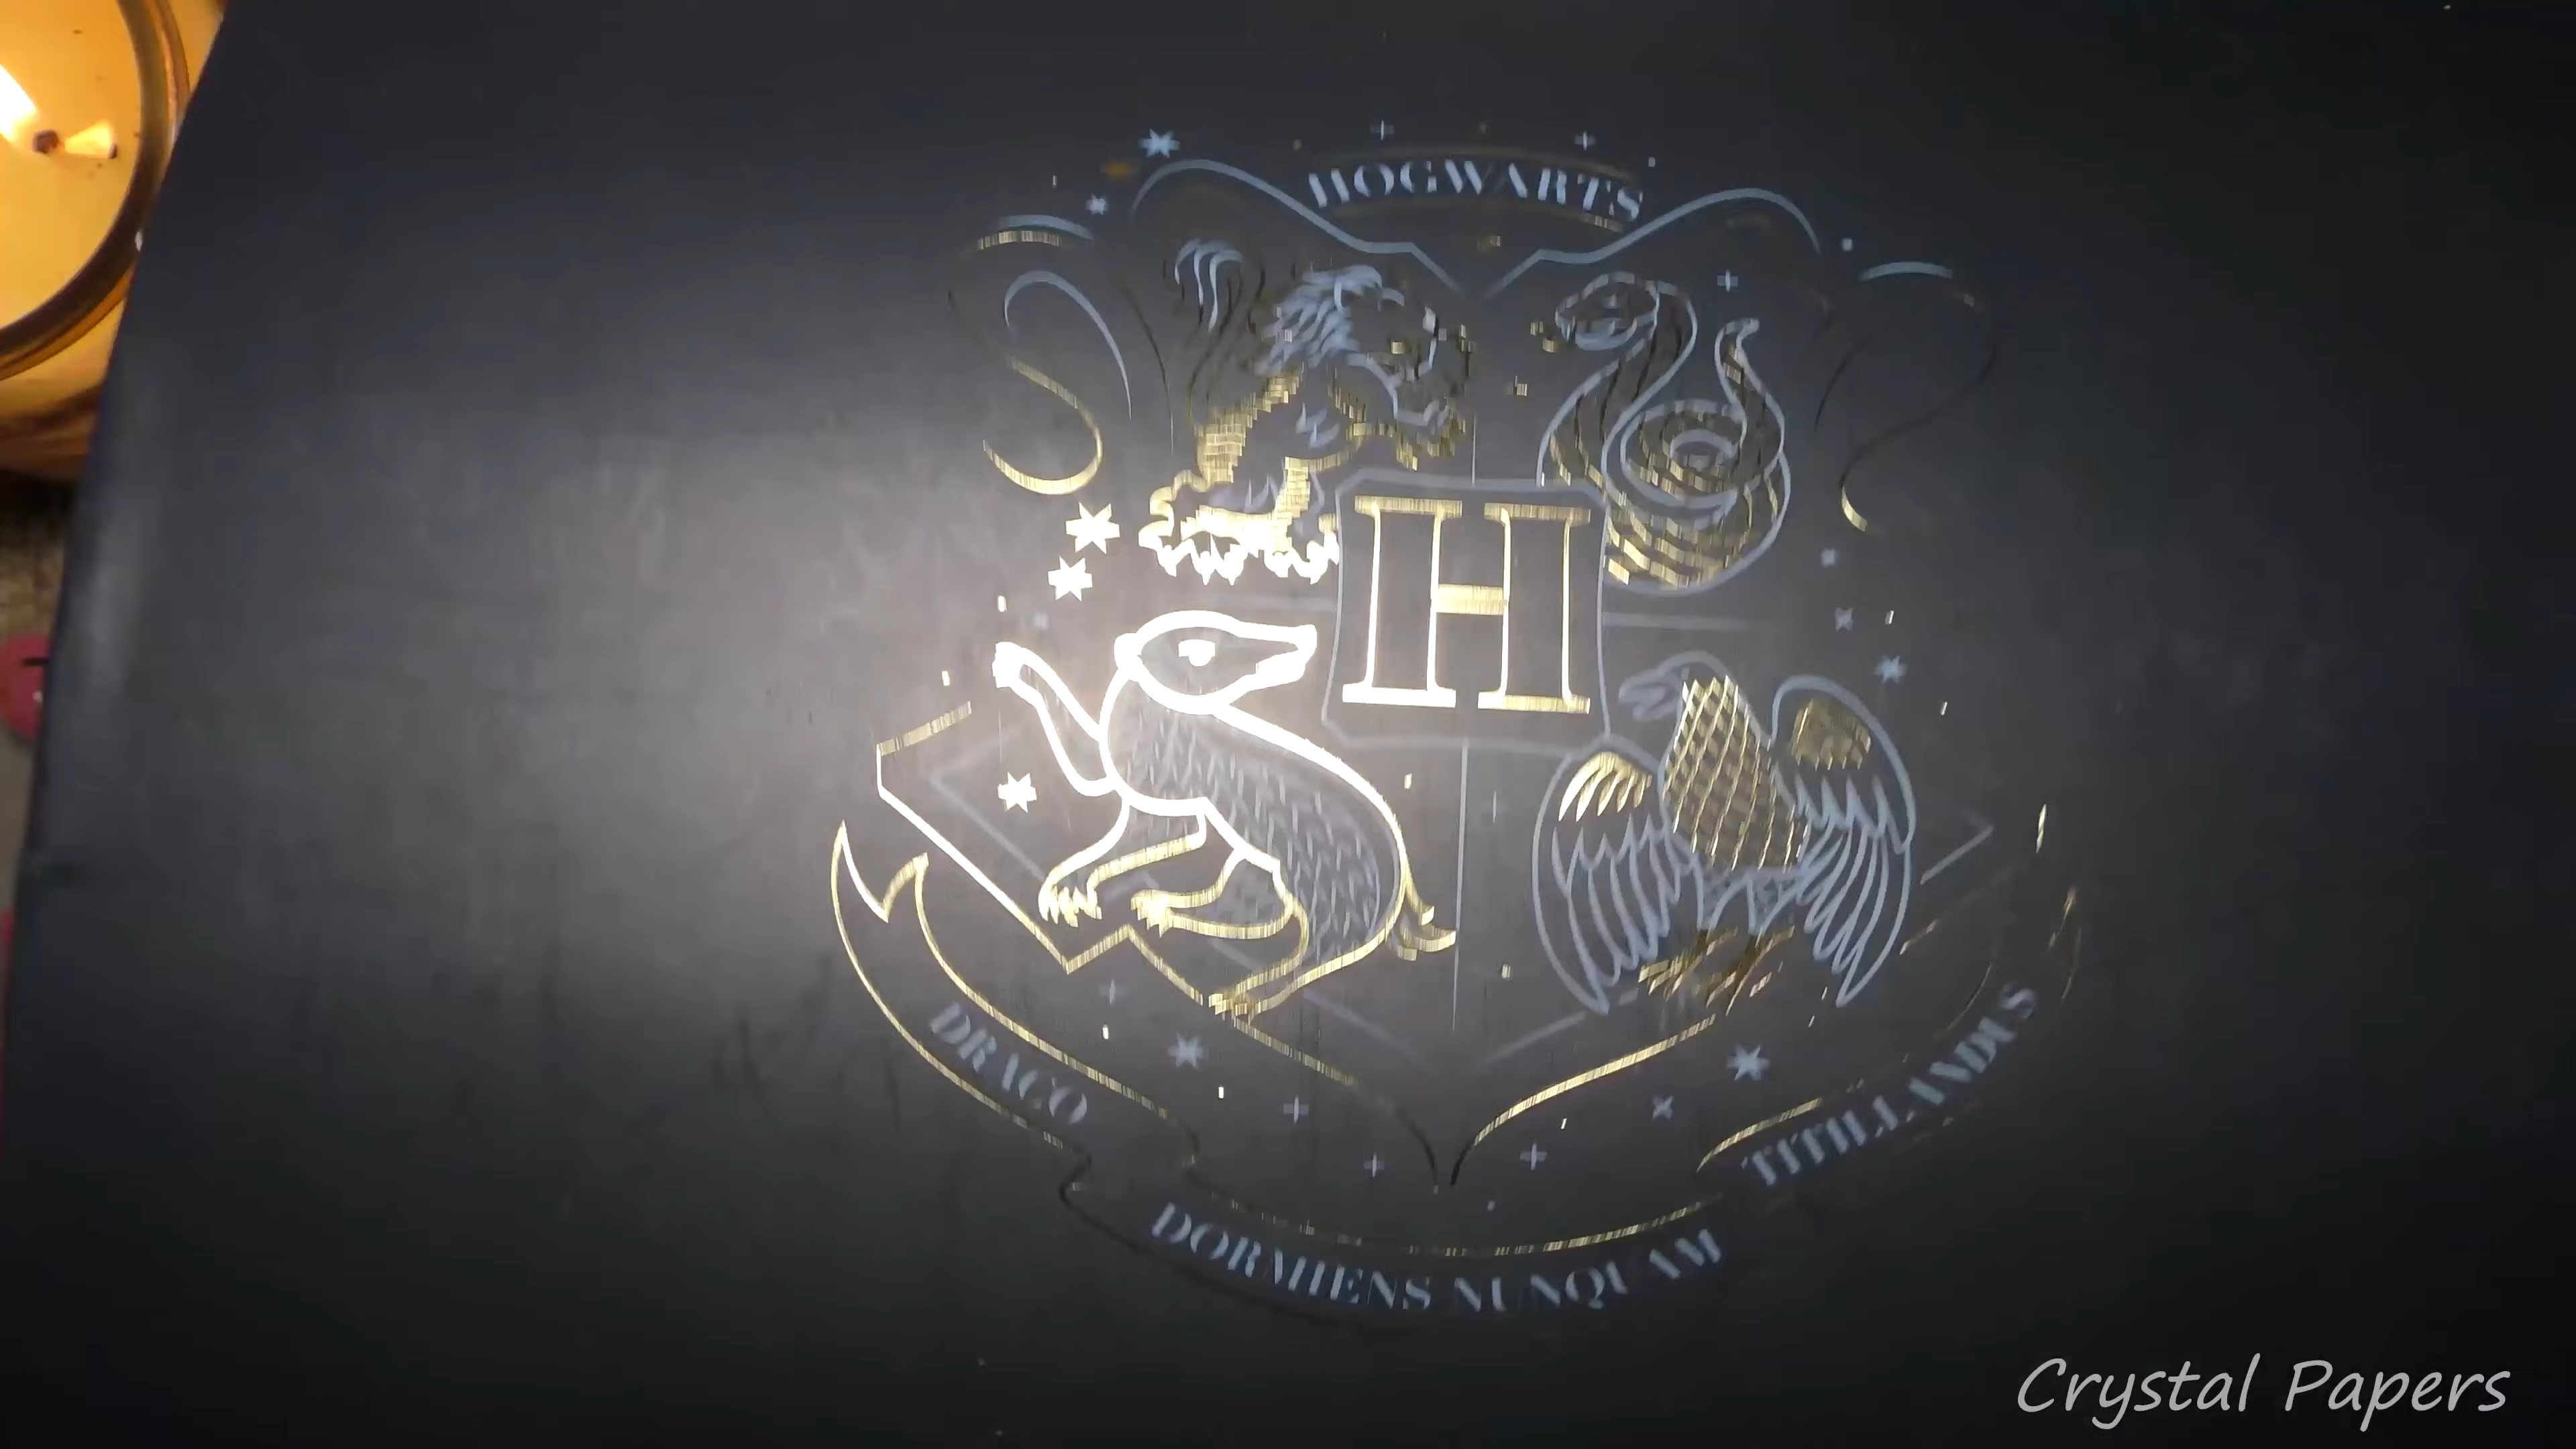 HOGWARTS
H
DRACO
DORMIENS NUNQUAM
TITILLANDUS
Crystal Papers